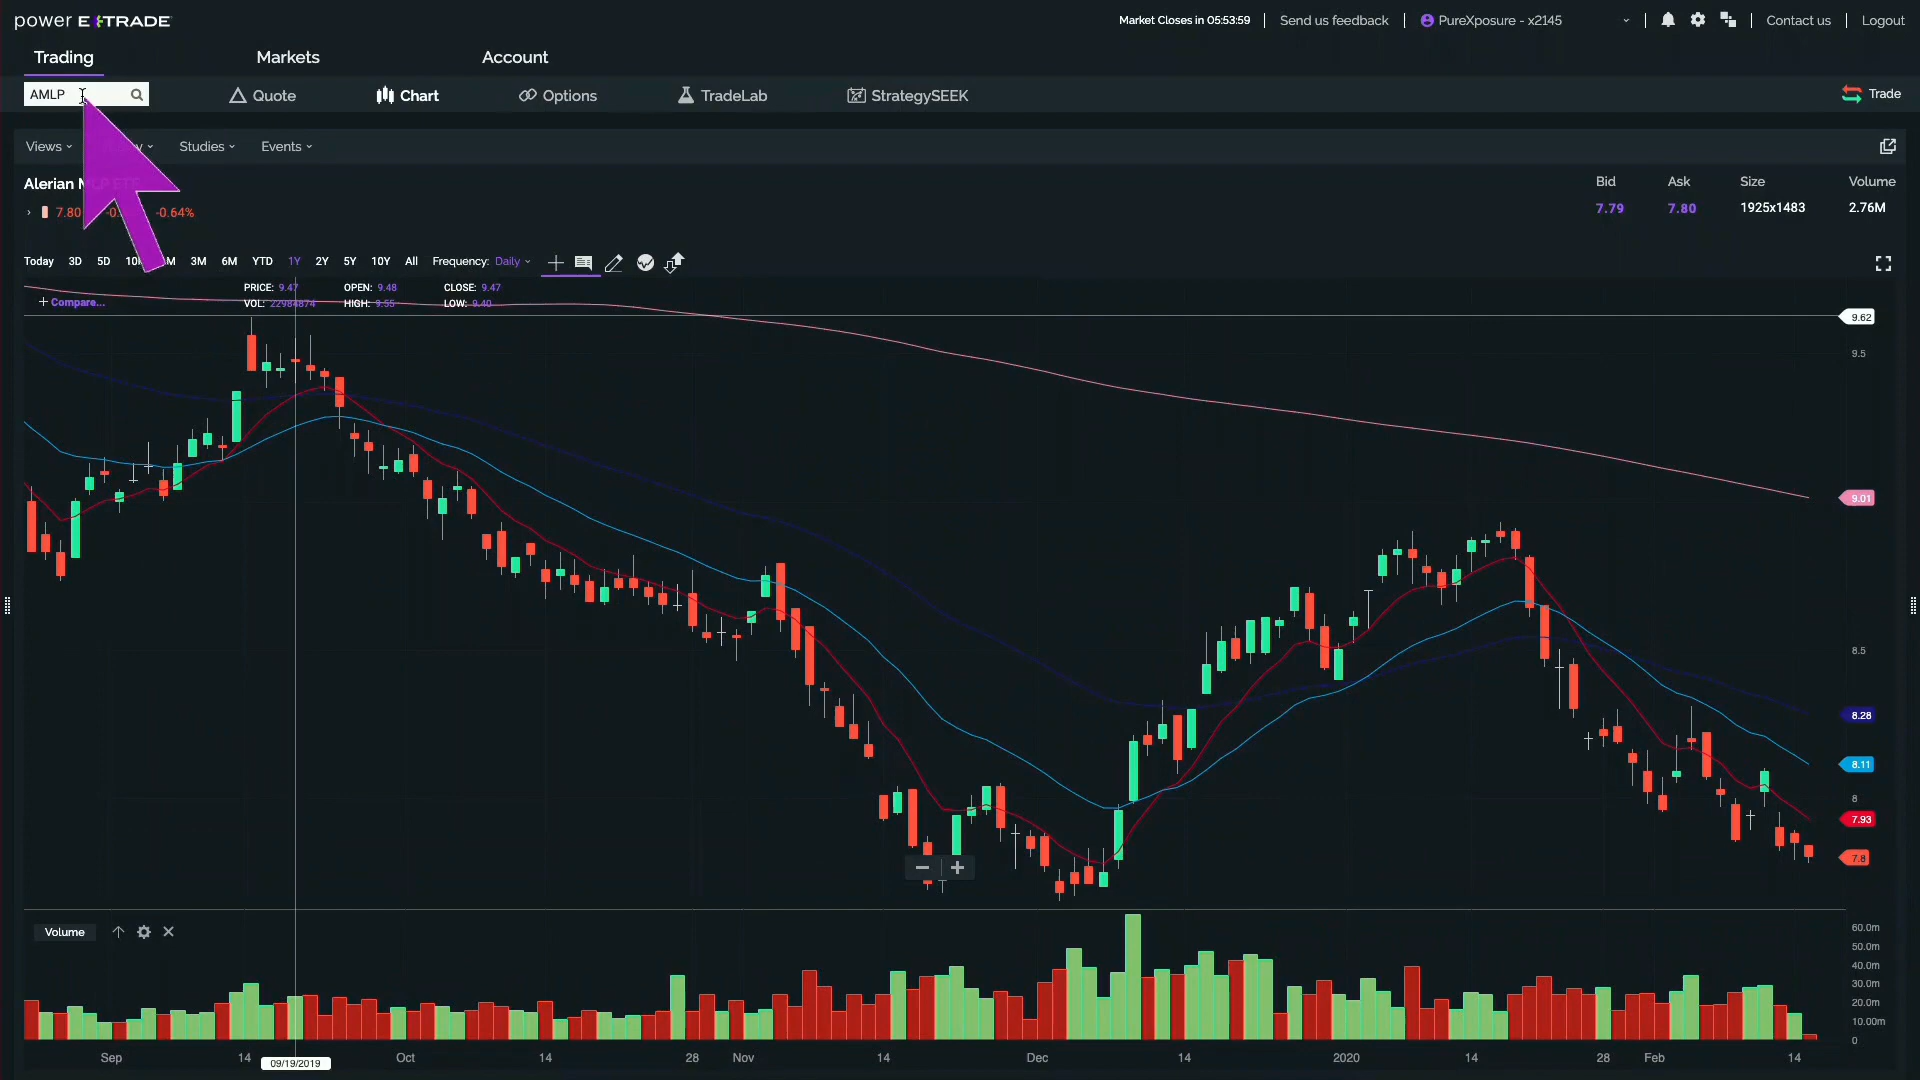 power E*TRADE
Market Closes in 05:53:59
Send us feedback
PureXposure - x2145
Contact us
Logout
Trading
Markets
Account
AMLP
Quote
Chart
Options
TradeLab
StrategySEEK
Trade
Views
Studies
Events
Alerian
Bid
Ask
Size
Volume
7.80
-0.64%
7.79
7.80
1925x1483
2.76M
Today 3D 5D 3M 6M YTD 1Y 2Y 5Y 10Y All Frequency: Daily
PRICE: 9.47 OPEN: 9.48 CLOSE: 9.47
+ Compare...
VOL: 22984874 HIGH: 9.55 LOW: 9.40
9.62
9.5
9.01
8.5
8.28
8.11
8
7.93
7.8
Volume
60.0m
50.0m
40.0m
30.0m
20.0m
10.00m
0
Sep 14 Oct 14 28 Nov 14 Dec 14 2020 14 28 Feb 14
09/19/2019